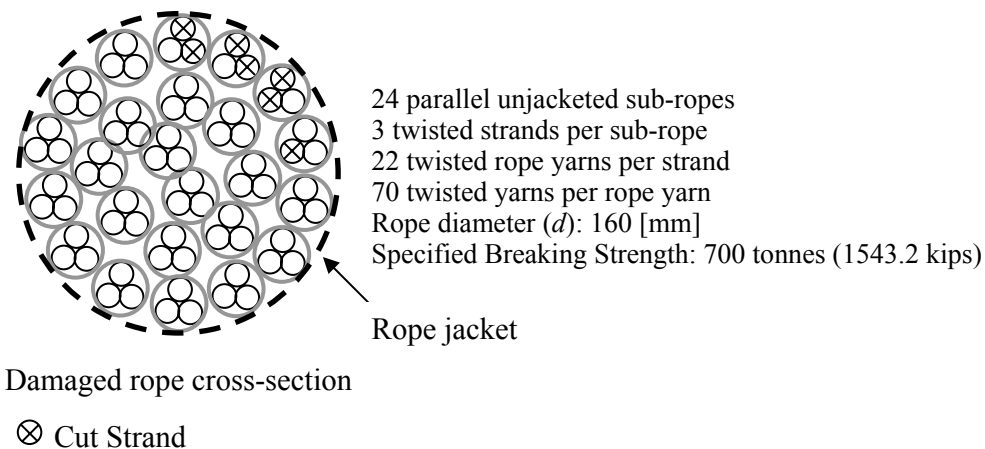 24 parallel unjacketed sub-ropes
3 twisted strands per sub-rope
22 twisted rope yarns per strand
70 twisted yarns per rope yarn
Rope diameter (d): 160 [mm]
Specified Breaking Strength: 700 tonnes (1543.2 kips)
Rope jacket
Damaged rope cross-section
Cut Strand